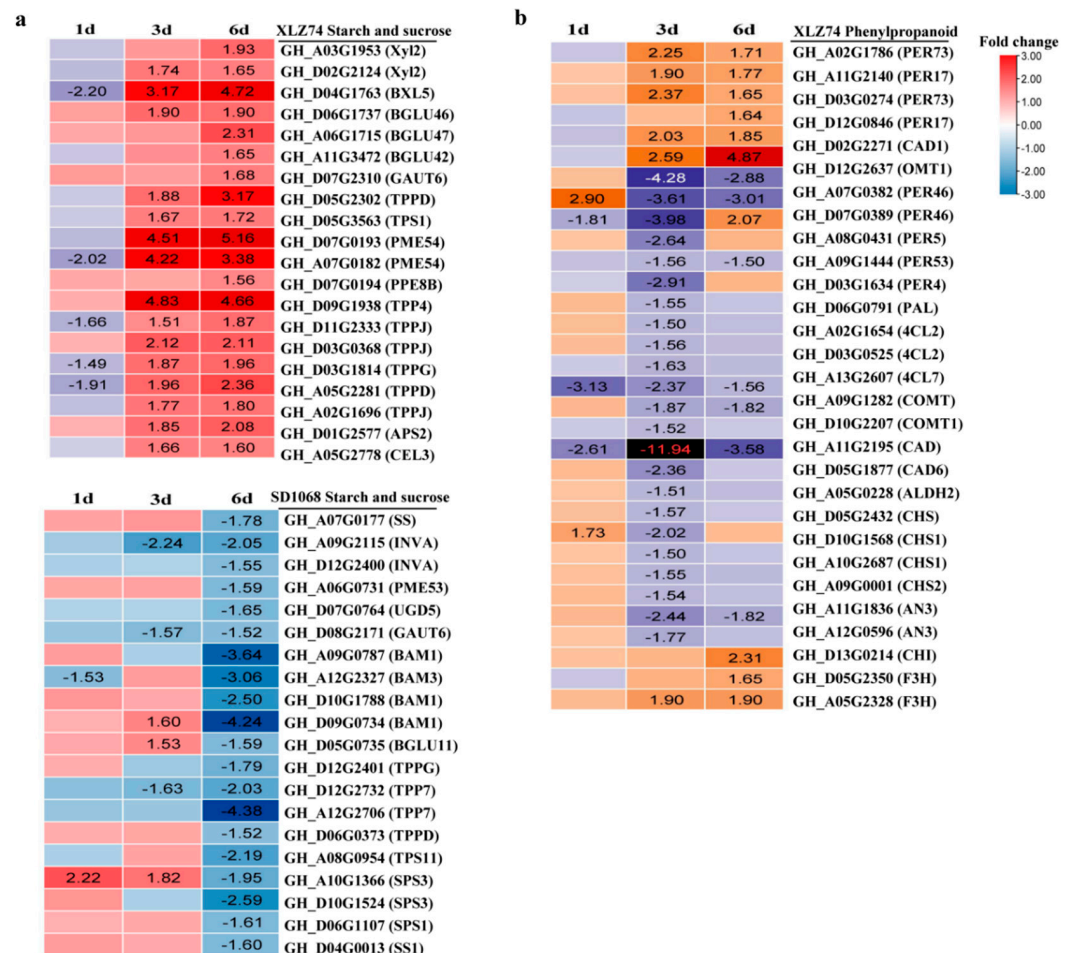 a
1d 3d 6d XLZ74 Starch and sucrose
1.93 GH_A03G1953 (Xyl2)
1.74 1.65 GH_D02G2124 (Xyl2)
-2.20 3.17 4.72 GH_D04G1763 (BXL5)
1.90 1.90 GH_D06G1737 (BGLU46)
2.31 GH_A06G1715 (BGLU47)
1.65 GH_A11G3472 (BGLU42)
1.68 GH_D07G2310 (GAUT6)
1.88 3.17 GH_D05G2302 (TPPD)
1.67 1.72 GH_D05G3563 (TPS1)
4.51 5.16 GH_D07G0193 (PME54)
-2.02 4.22 3.38 GH_A07G0182 (PME54)
1.56 GH_D07G0194 (PPE8B)
4.83 4.66 GH_D09G1938 (TPP4)
-1.66 1.51 1.87 GH_D11G2333 (TPPJ)
2.12 2.11 GH_D03G0368 (TPPJ)
-1.49 1.87 1.96 GH_D03G1814 (TPPG)
-1.91 1.96 2.36 GH_A05G2281 (TPPD)
1.77 1.80 GH_A02G1696 (TPPJ)
1.85 2.08 GH_D01G2577 (APS2)
1.66 1.60 GH_A05G2778 (CEL3)
1d 3d 6d SD1068 Starch and sucrose
-1.78 GH_A07G0177 (SS)
-2.24 -2.05 GH_A09G2115 (INVA)
-1.55 GH_D12G2400 (INVA)
-1.59 GH_A06G0731 (PME53)
-1.65 GH_D07G0764 (UGD5)
-1.57 -1.52 GH_D08G2171 (GAUT6)
-3.64 GH_A09G0787 (BAM1)
-1.53 -3.06 GH_A12G2327 (BAM3)
-2.50 GH_D10G1788 (BAM1)
1.60 -4.24 GH_D09G0734 (BAM1)
1.53 -1.59 GH_D05G0735 (BGLU11)
-1.79 GH_D12G2401 (TPPG)
-1.63 -2.03 GH_D12G2732 (TPP7)
-4.38 GH_A12G2706 (TPP7)
-1.52 GH_D06G0373 (TPPD)
-2.19 GH_A08G0954 (TPS11)
2.22 1.82 -1.95 GH_A10G1366 (SPS3)
-2.59 GH_D10G1524 (SPS3)
-1.61 GH_D06G1107 (SPS1)
-1.60 GH_D04G0013 (SS1)
b
1d 3d 6d XLZ74 Phenylpropanoid
2.25 1.71 GH_A02G1786 (PER73)
1.90 1.77 GH_A11G2140 (PER17)
2.37 1.65 GH_D03G0274 (PER73)
1.64 GH_D12G0846 (PER17)
2.03 1.85 GH_D02G2271 (CAD1)
2.59 4.87 GH_D12G2637 (OMT1)
-4.28 -2.88 GH_A07G0382 (PER46)
2.90 -3.61 -3.01 GH_D07G0389 (PER46)
-1.81 -3.98 2.07 GH_A08G0431 (PER5)
-2.64 GH_A09G1444 (PER53)
-1.56 -1.50 GH_D03G1634 (PER4)
-2.91 GH_D06G0791 (PAL)
-1.55 GH_A02G1654 (4CL2)
-1.50 GH_D03G0525 (4CL2)
-1.56 GH_A13G2607 (4CL7)
-1.63 GH_A09G1282 (COMT)
-3.13 -2.37 -1.56 GH_D10G2207 (COMT1)
-1.87 -1.82 GH_A11G2195 (CAD)
-1.52 GH_D05G1877 (CAD6)
-2.61 -11.94 -3.58 GH_A05G0228 (ALDH2)
-2.36 GH_D05G2432 (CHS)
-1.51 GH_D10G1568 (CHS1)
-1.57 GH_A10G2687 (CHS1)
1.73 -2.02 GH_A09G0001 (CHS2)
-1.50 GH_A11G1836 (AN3)
-1.55 GH_A12G0596 (AN3)
-1.54 GH_D13G0214 (CHI)
-2.44 -1.82 GH_D05G2350 (F3H)
-1.77 GH_A05G2328 (F3H)
2.31
1.65
1.90 1.90
Fold change
3.00
2.00
1.00
0.00
-1.00
-2.00
-3.00